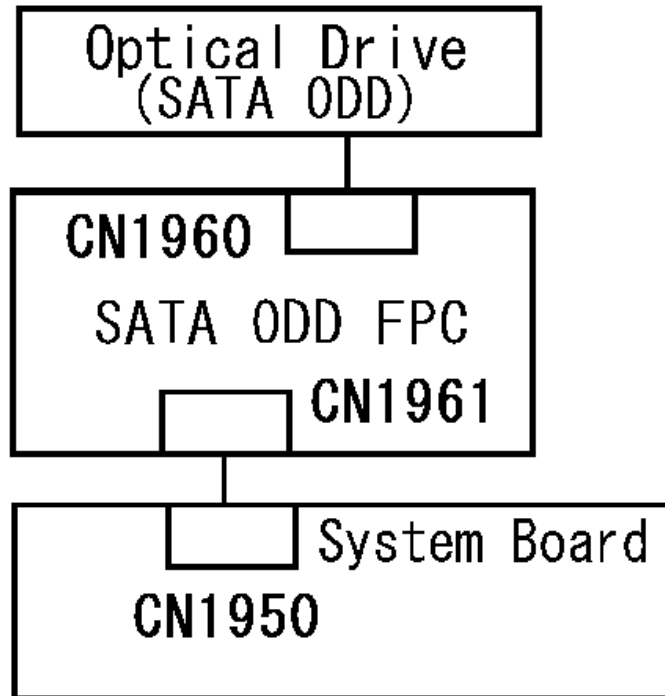 Optical Drive
(SATA ODD)
CN1960
SATA ODD FPC
CN1961
System Board
CN1950